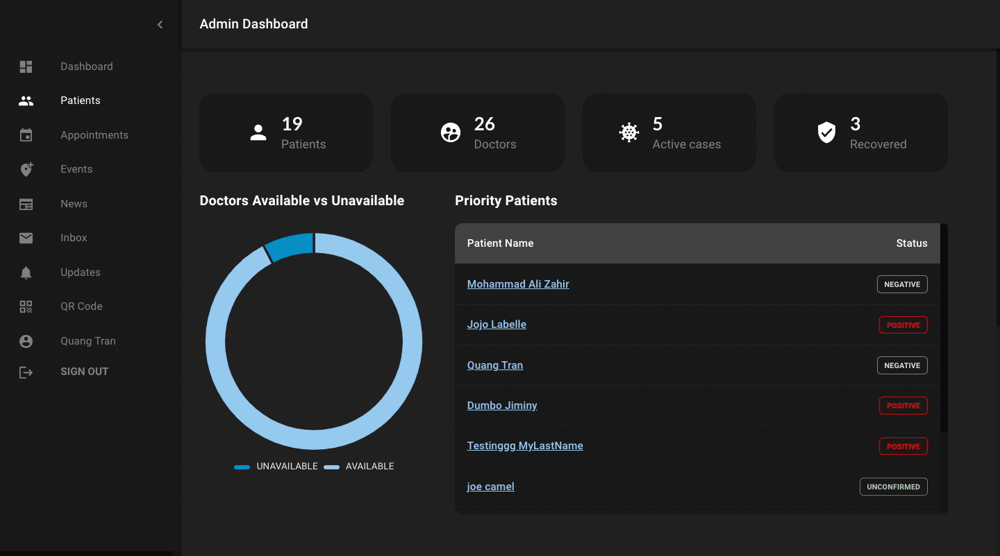 Admin Dashboard
Dashboard
Patients
Appointments
Events
News
Inbox
Updates
QR Code
Quang Tran
SIGN OUT
19
Patients
26
Doctors
5
Active cases
3
Recovered
Doctors Available vs Unavailable
UNAVAILABLE AVAILABLE
Priority Patients
Patient Name Status
Mohammad Ali Zahir NEGATIVE
Jojo Labelle POSITIVE
Quang Tran NEGATIVE
Dumbo Jiminy POSITIVE
Testinggg MyLastName POSITIVE
joe camel UNCONFIRMED